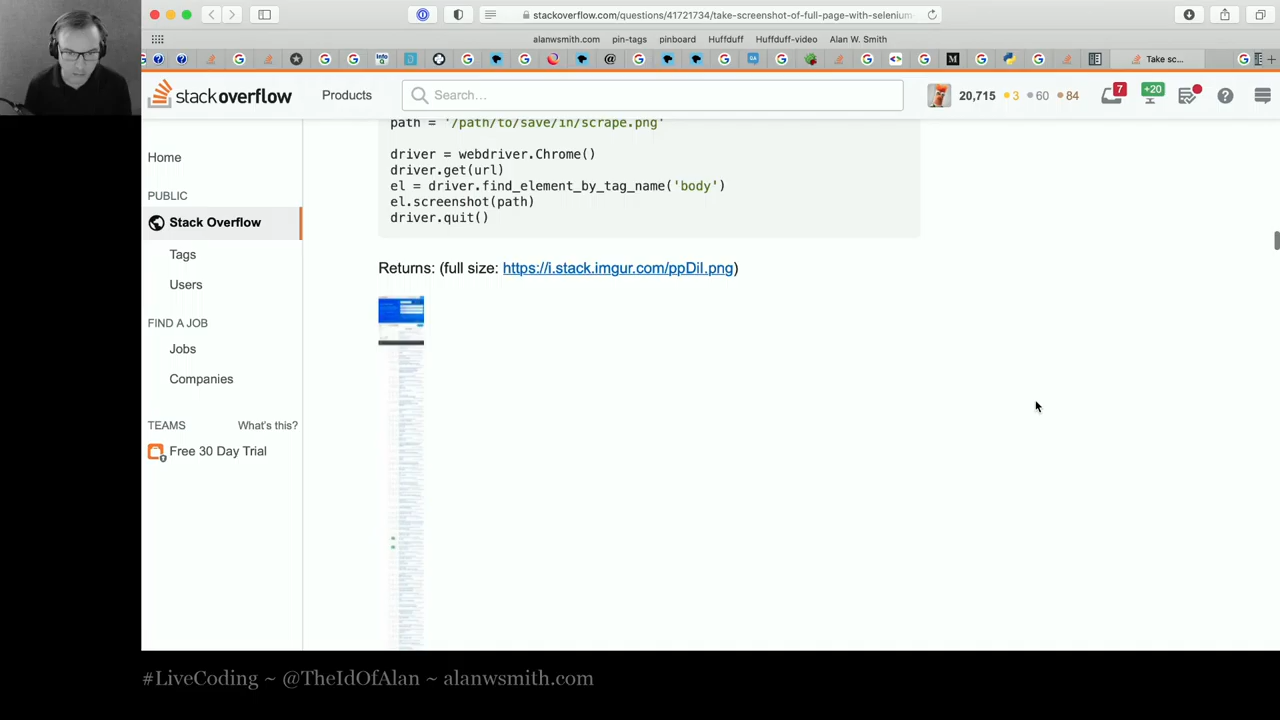 stackoverflow.com/questions/41721734/take-screenshot-of-full-page-with-selenium-
alanwsmith.com pin-tags pinboard Huffduff Huffduff-video Alan W. Smith
Take sc...
stackoverflow Products Search... 20,715 3 60 84 7 +20
path = '/path/to/save/in/scrape.png'
driver = webdriver.Chrome()
driver.get(url)
el = driver.find_element_by_tag_name('body')
el.screenshot(path)
driver.quit()
Returns: (full size: https://i.stack.imgur.com/ppDiI.png)
Home
PUBLIC
Stack Overflow
Tags
Users
FIND A JOB
Jobs
Companies
TEAMS What's this?
Free 30 Day Trial
#LiveCoding ~ @TheIdOfAlan ~ alanwsmith.com